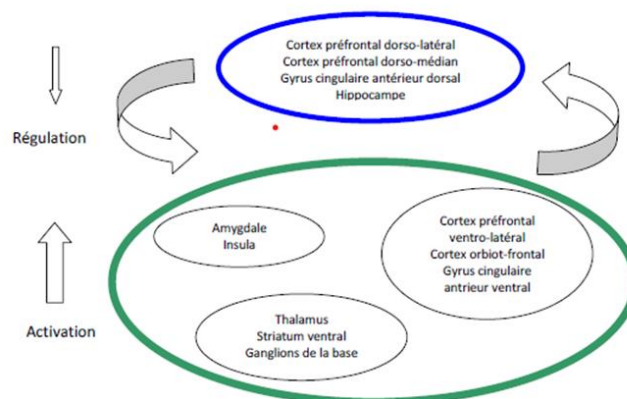 Cortex préfrontal dorso-latéral
Cortex préfrontal dorso-médian
Gyrus cingulaire antérieur dorsal
Hippocampe
Régulation
Amygdale
Insula
Cortex préfrontal
ventro-latéral
Cortex orbiot-frontal
Gyrus cingulaire
antrieur ventral
Thalamus
Striatum ventral
Ganglions de la base
Activation